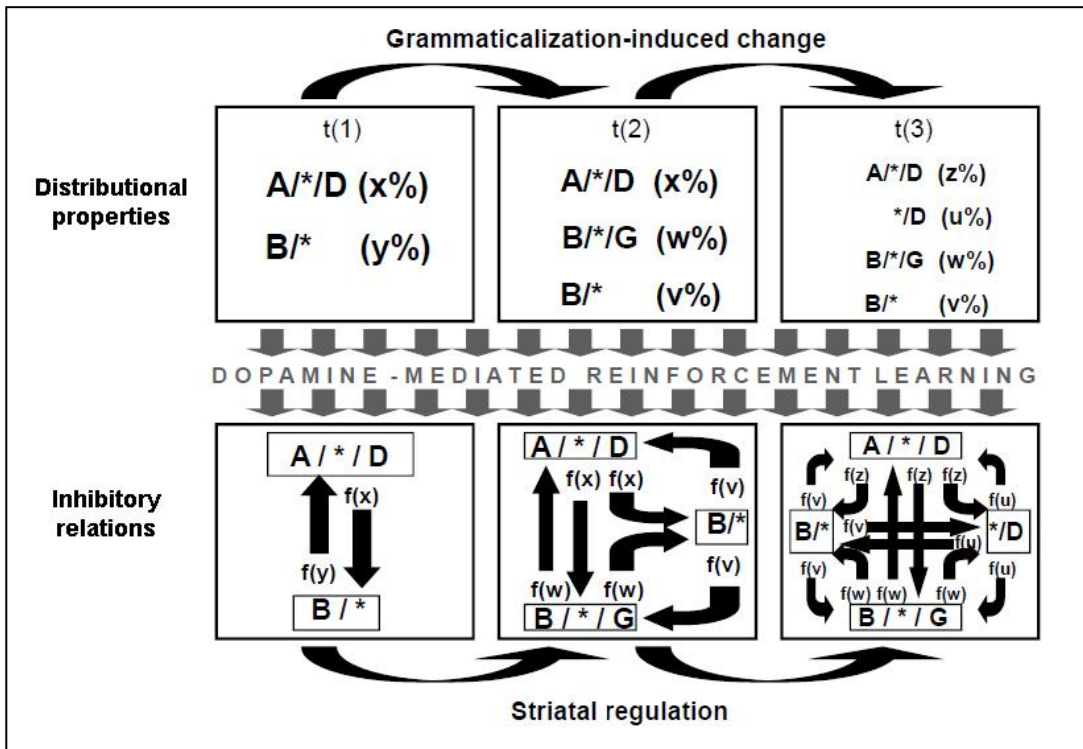 Grammaticalization-induced change
Distributional
properties
t(1)
A/*/D (x%)
B/* (y%)
t(2)
A/*/D (x%)
B/*/G (w%)
B/* (v%)
t(3)
A/*/D (z%)
*/D (u%)
B/*/G (w%)
B/* (v%)
DOPAMINE-MEDIATED REINFORCEMENT LEARNING
Inhibitory
relations
A / * / D
f(x)
f(y)
B / *
A / * / D
f(x) f(x)
f(v)
B/*
f(v)
f(w) f(w)
B / * / G
A / * / D
f(v) f(z) f(z) f(z) f(u)
B/* f(v) f(u) */D
f(v) f(w) f(w) f(w) f(u)
B / * / G
Striatal regulation